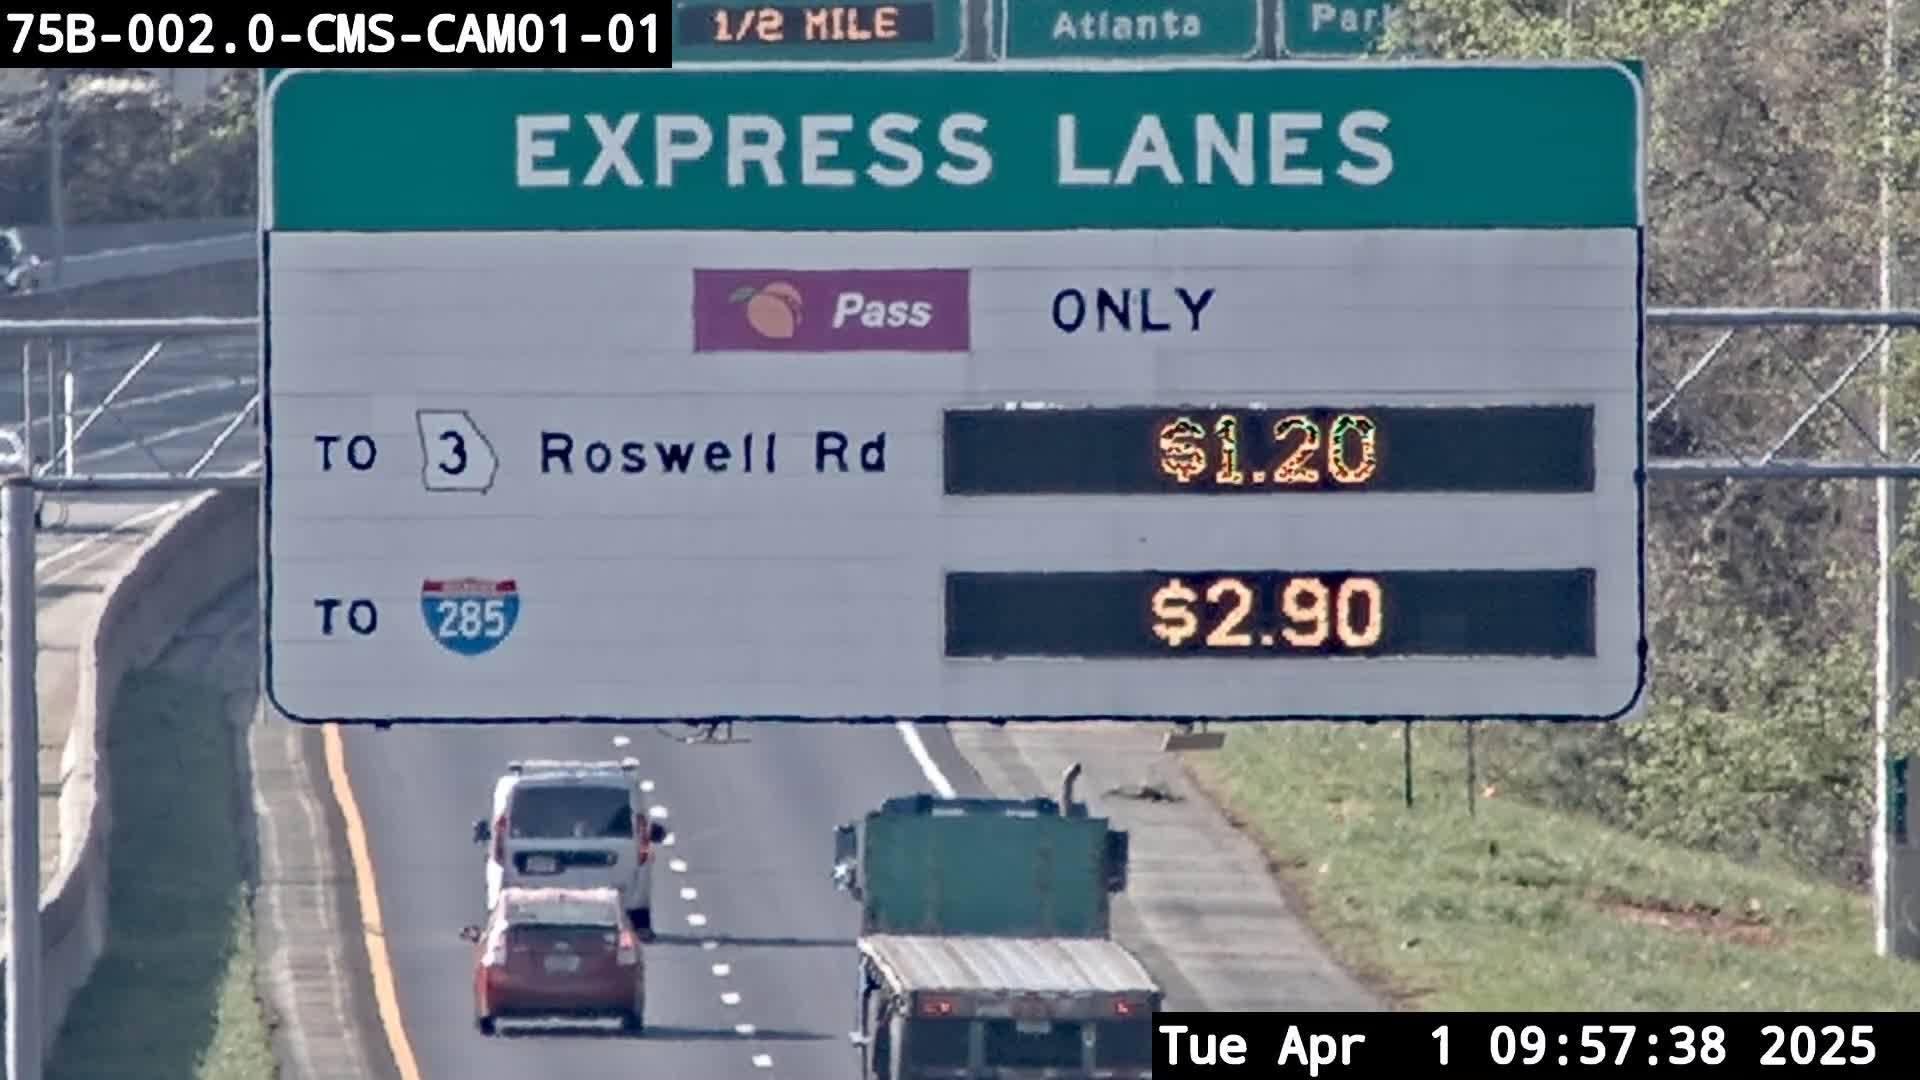 75B-002.0-CMS-CAM01-01
1/2 MILE
Atlanta
Park
EXPRESS LANES
Pass ONLY
TO 3 Roswell Rd $1.20
TO 285 $2.90
Tue Apr 1 09:57:38 2025